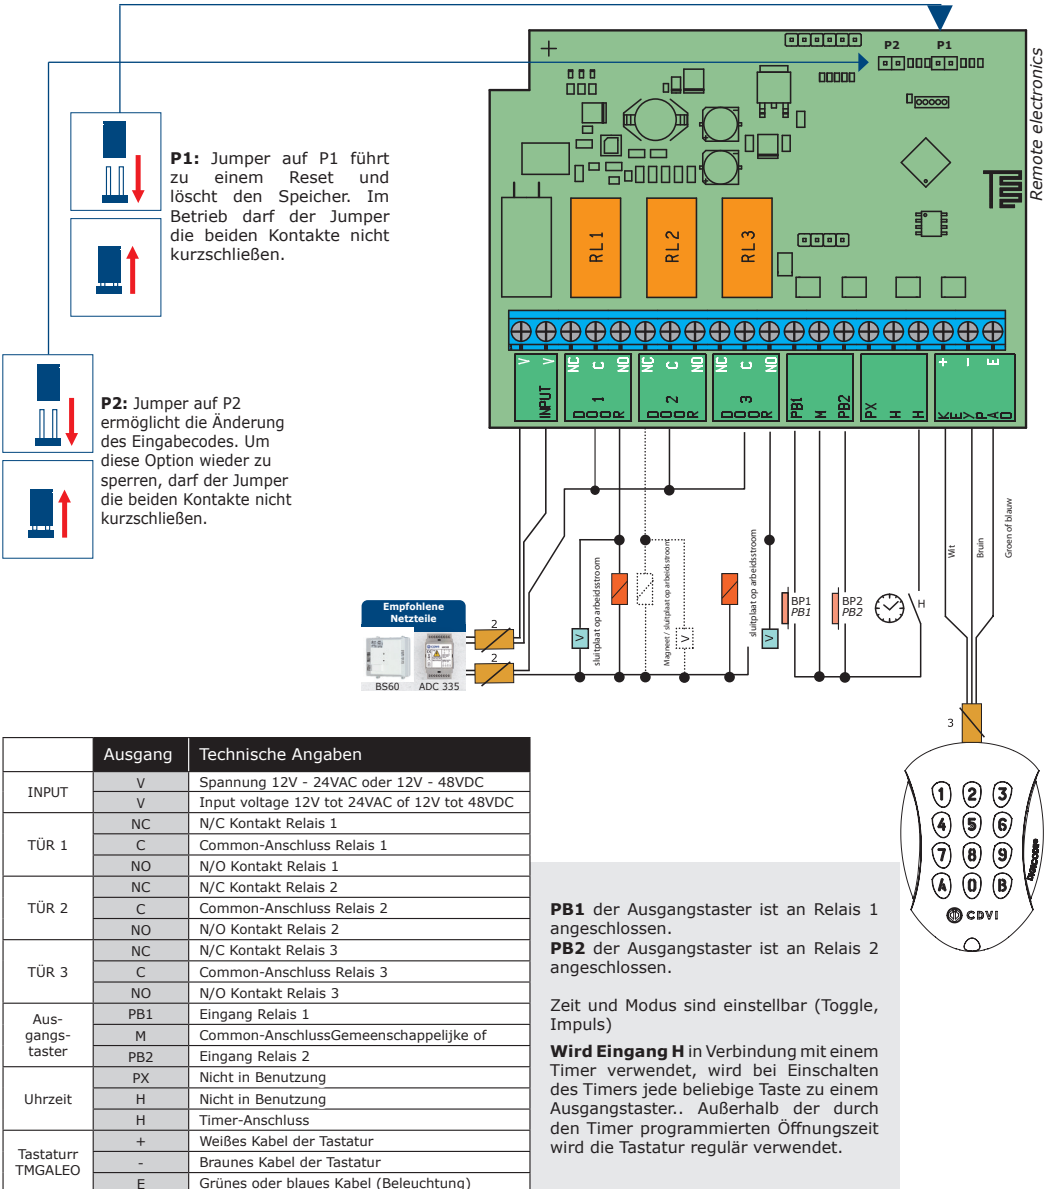 P2 P1
Remote electronics
P1: Jumper auf P1 führt
zu einem Reset und
löscht den Speicher. Im
Betrieb darf der Jumper
die beiden Kontakte nicht
kurzschließen.
RL1 RL2 RL3
P2: Jumper auf P2
ermöglicht die Änderung
des Eingabecodes. Um
diese Option wieder zu
sperren, darf der Jumper
die beiden Kontakte nicht
kurzschließen.
V V NC C NO NC C NO NC C NO PB1 M PB2 PX H H + - E
INPUT DOOR 1 DOOR 2 DOOR 3 KEYPAD
sluitplaat op arbeidsstroom
Magneet / sluitplaat op arbeidsstroom
sluitplaat op arbeidsstroom
Wit
Bruin
Groen of blauw
Empfohlene
Netzteile
BS60 ADC 335
2
2
V
V
V
BP1
PB1
BP2
PB2
H
3
1 2 3
4 5 6
7 8 9
A 0 B
DIGICODE®
CDVI
Ausgang Technische Angaben
INPUT
V Spannung 12V - 24VAC oder 12V - 48VDC
V Input voltage 12V tot 24VAC of 12V tot 48VDC
TÜR 1
NC N/C Kontakt Relais 1
C Common-Anschluss Relais 1
NO N/O Kontakt Relais 1
TÜR 2
NC N/C Kontakt Relais 2
C Common-Anschluss Relais 2
NO N/O Kontakt Relais 2
TÜR 3
NC N/C Kontakt Relais 3
C Common-Anschluss Relais 3
NO N/O Kontakt Relais 3
Aus-
gangs-
taster
PB1 Eingang Relais 1
M Common-AnschlussGemeenschappelijke of
PB2 Eingang Relais 2
Uhrzeit
PX Nicht in Benutzung
H Nicht in Benutzung
H Timer-Anschluss
Tastaturr
TMGALEO
+ Weißes Kabel der Tastatur
- Braunes Kabel der Tastatur
E Grünes oder blaues Kabel (Beleuchtung)
PB1 der Ausgangstaster ist an Relais 1
angeschlossen.
PB2 der Ausgangstaster ist an Relais 2
angeschlossen.
Zeit und Modus sind einstellbar (Toggle,
Impuls)
Wird Eingang H in Verbindung mit einem
Timer verwendet, wird bei Einschalten
des Timers jede beliebige Taste zu einem
Ausgangstaster.. Außerhalb der durch
den Timer programmierten Öffnungszeit
wird die Tastatur regulär verwendet.